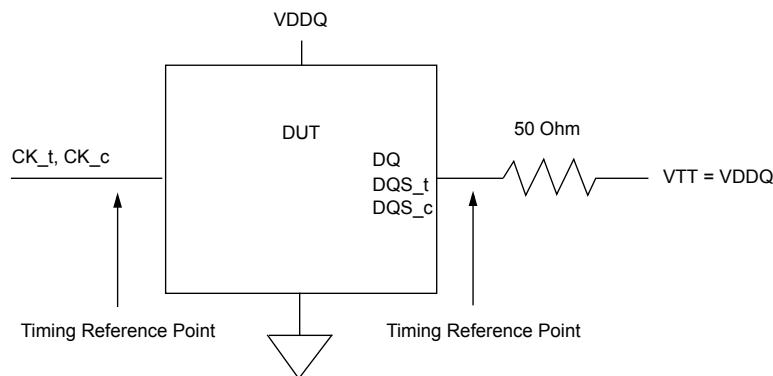 VDDQ
DUT
50 Ohm
CK_t, CK_c
DQ
DQS_t
DQS_c
VTT = VDDQ
Timing Reference Point
Timing Reference Point